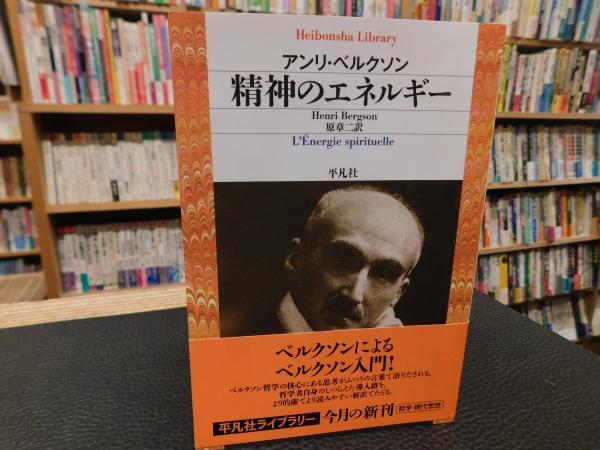 Heibonsha Library
アンリ・ベルクソン
精神のエネルギー
Henri Bergson
原章二訳
L'Énergie spirituelle
平凡社
ベルクソンによる
ベルクソン入門!
ベルクソン哲学の核心にある思考がふつうの言葉で語りだされる。
哲学者自身のしつらえた導入路を、
より的確でより読みやすい新訳でたどる。
平凡社ライブラリー 今月の新刊 哲学・現代思想